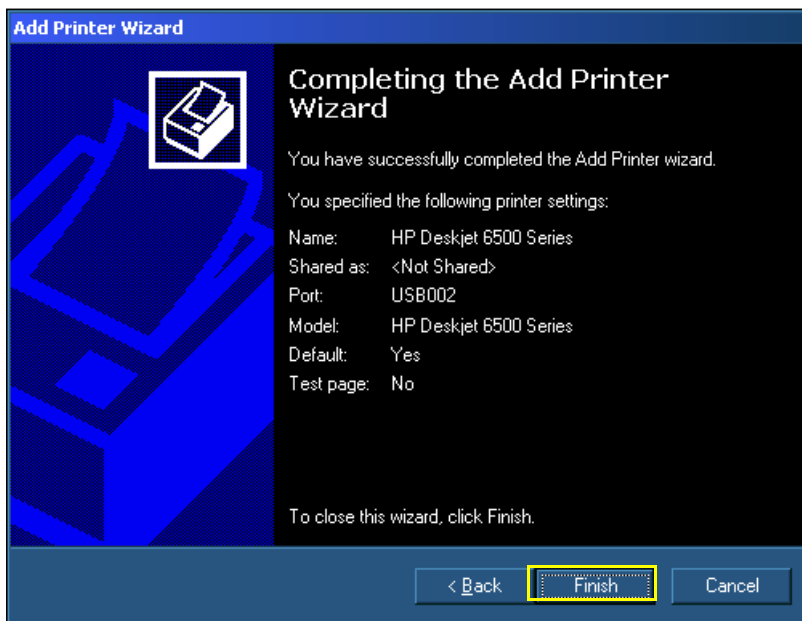 Add Printer Wizard
Completing the Add Printer
Wizard
You have successfully completed the Add Printer wizard.
You specified the following printer settings:
Name: HP Deskjet 6500 Series
Shared as: <Not Shared>
Port: USB002
Model: HP Deskjet 6500 Series
Default: Yes
Test page: No
To close this wizard, click Finish.
< Back Finish Cancel